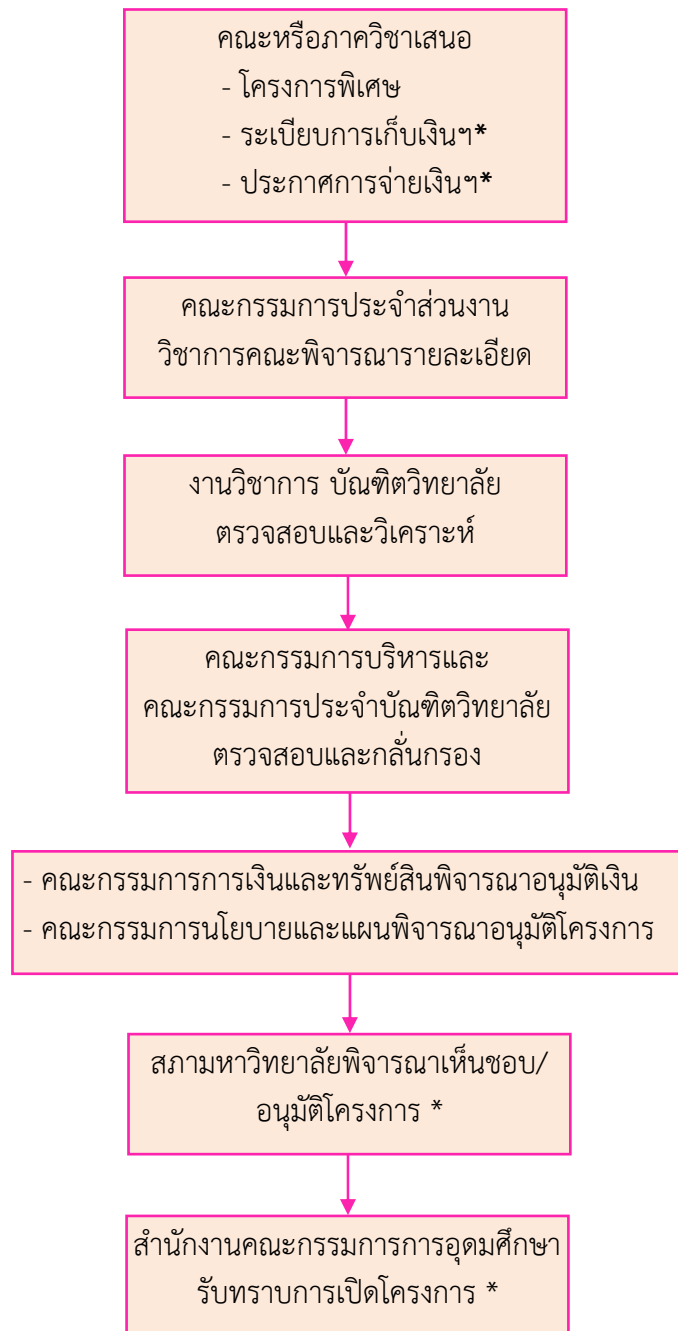 คณะหรือภาควิชาเสนอ
- โครงการพิเศษ
- ระเบียบการเก็บเงินฯ*
- ประกาศการจ่ายเงินฯ*
คณะกรรมการประจำส่วนงาน
วิชาการคณะพิจารณารายละเอียด
งานวิชาการ บัณฑิตวิทยาลัย
ตรวจสอบและวิเคราะห์
คณะกรรมการบริหารและ
คณะกรรมการประจำบัณฑิตวิทยาลัย
ตรวจสอบและกลั่นกรอง
- คณะกรรมการการเงินและทรัพย์สินพิจารณาอนุมัติเงิน
- คณะกรรมการนโยบายและแผนพิจารณาอนุมัติโครงการ
สภามหาวิทยาลัยพิจารณาเห็นชอบ/
อนุมัติโครงการ *
สำนักงานคณะกรรมการการอุดมศึกษา
รับทราบการเปิดโครงการ *